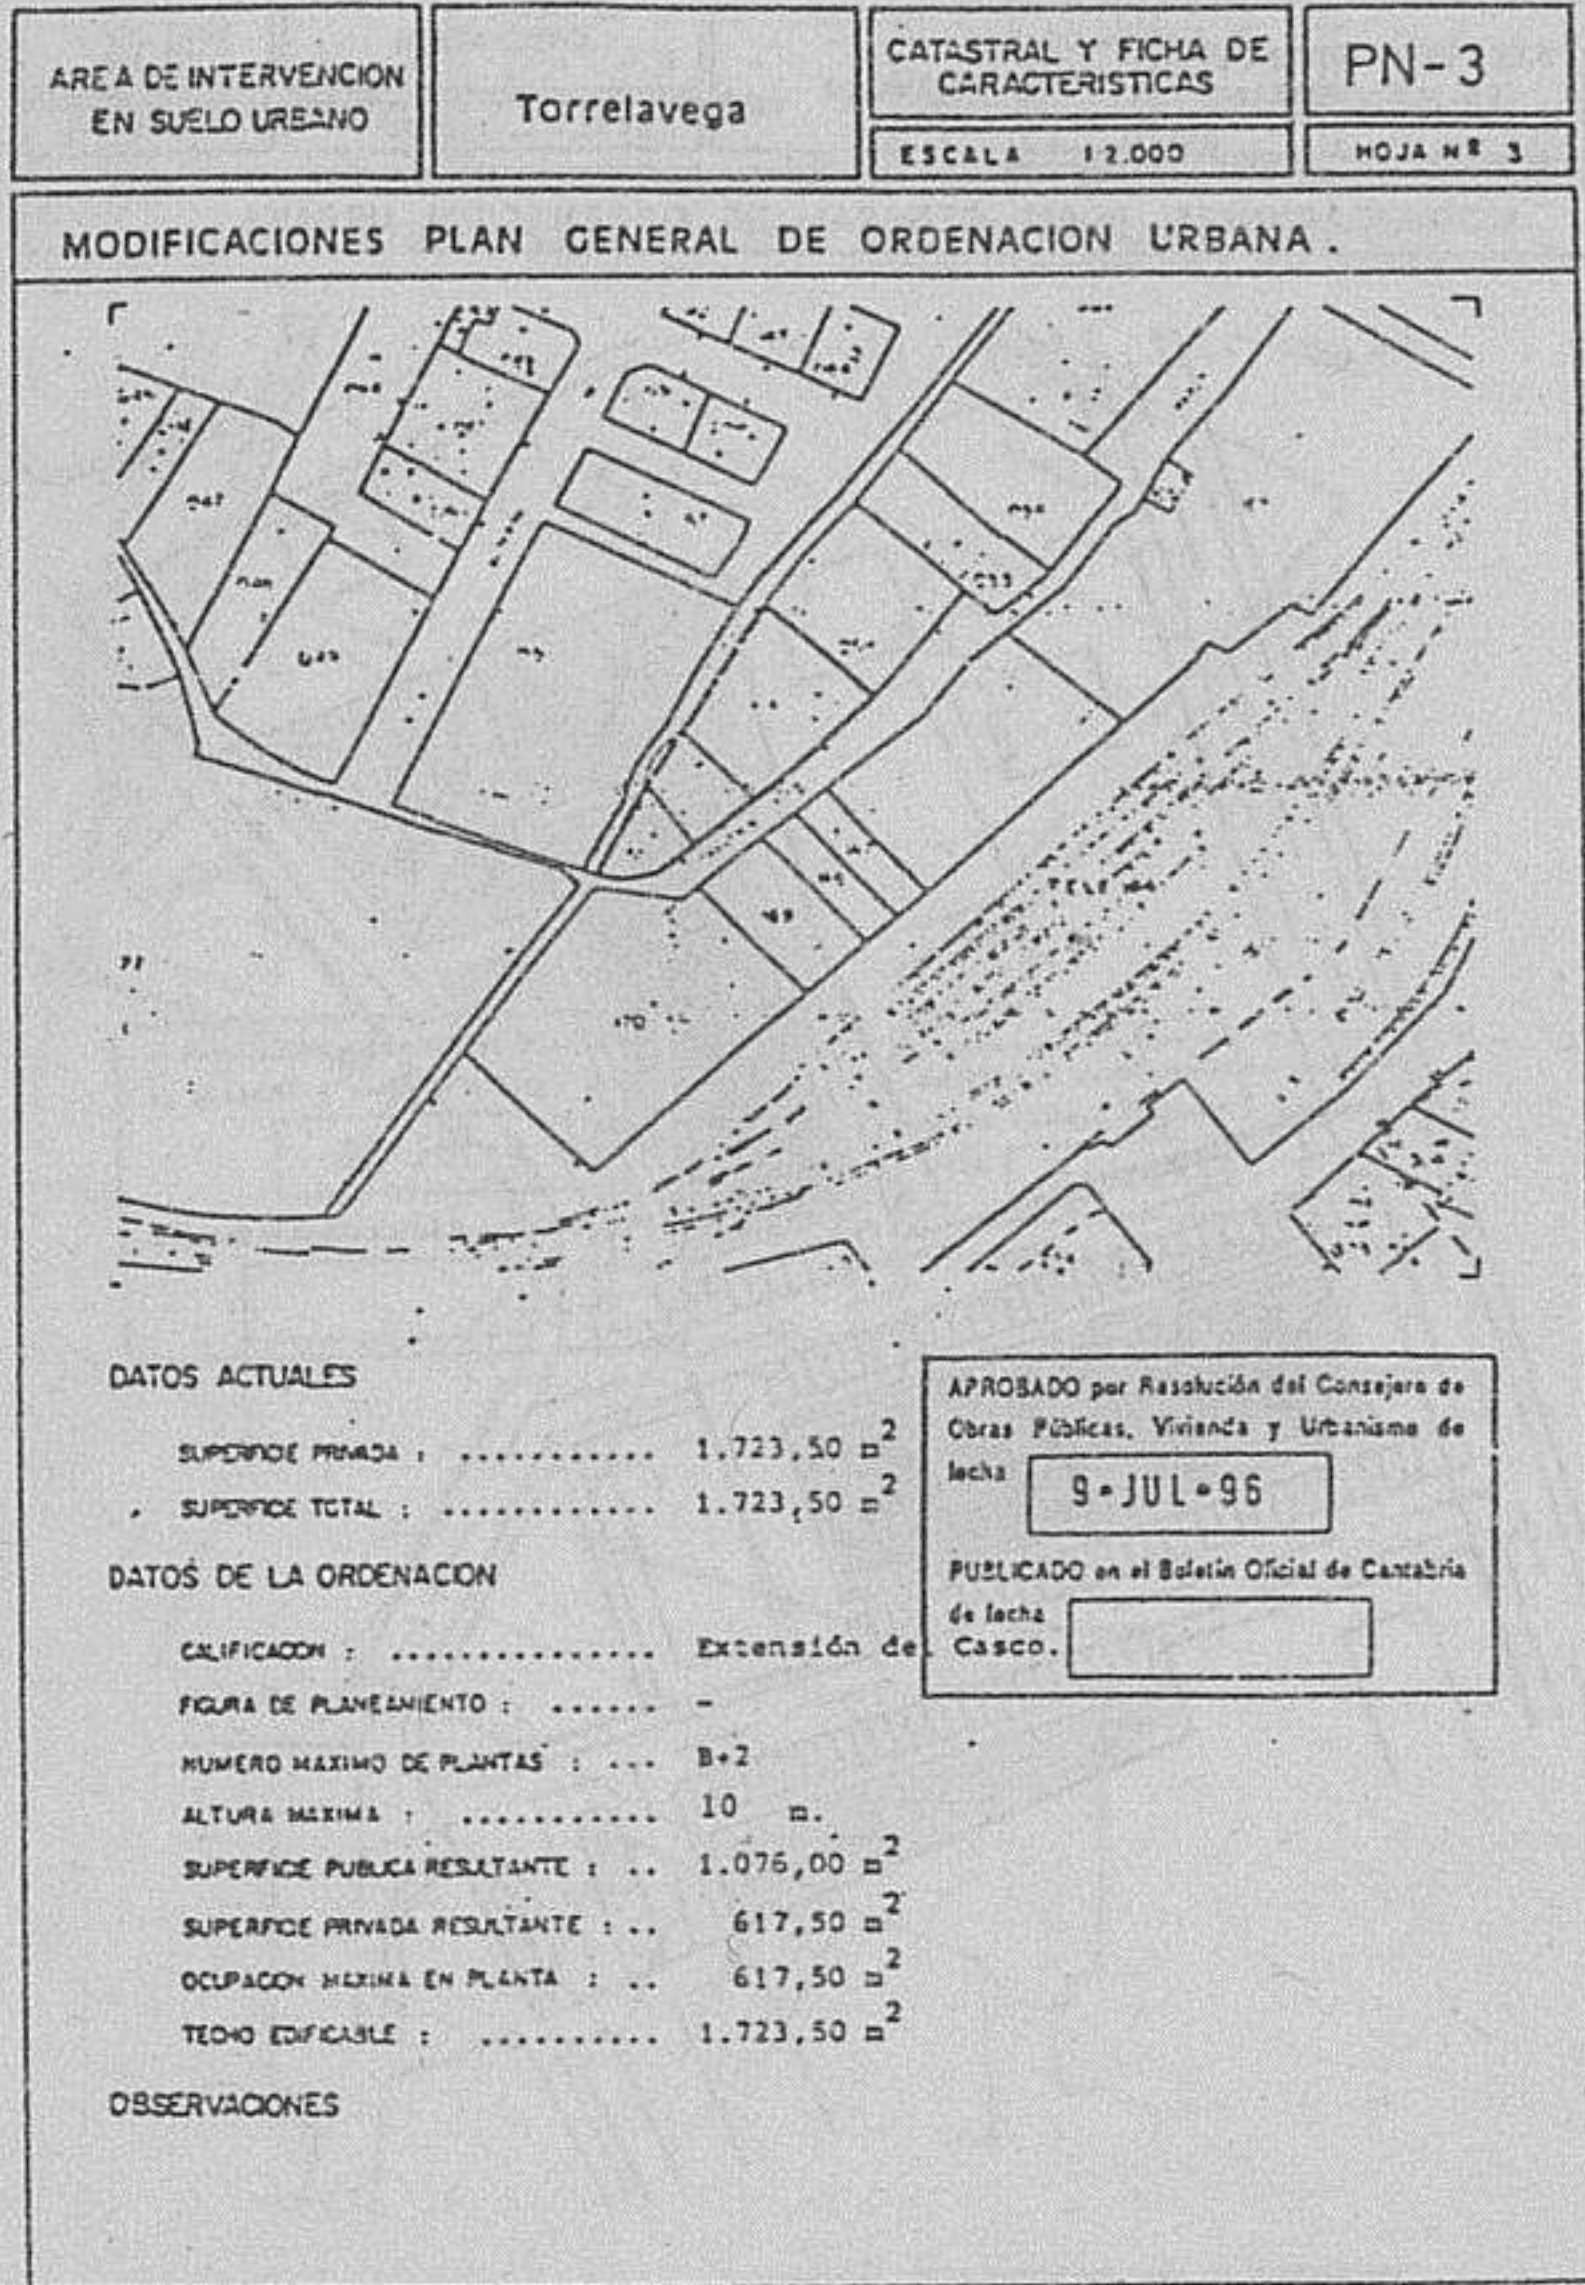 AREA DE INTERVENCION
EN SUELO URBANO
Torrelavega
CATASTRAL Y FICHA DE
CARACTERISTICAS
ESCALA 1 2.000
PN-3
HOJA Nº 3
MODIFICACIONES PLAN GENERAL DE ORDENACION URBANA.
DATOS ACTUALES
SUPERFICIE PRIVADA : ........... 1.723,50 m²
SUPERFICIE TOTAL : ............ 1.723,50 m²
DATOS DE LA ORDENACION
CALIFICACION : ............... Extensión del Casco.
FIGURA DE PLANEAMIENTO : ...... -
NUMERO MAXIMO DE PLANTAS : ... B+2
ALTURA MAXIMA : ........... 10 m.
SUPERFICIE PUBLICA RESULTANTE : .. 1.076,00 m²
SUPERFICIE PRIVADA RESULTANTE : .. 617,50 m²
OCUPACION MAXIMA EN PLANTA : .. 617,50 m²
TECHO EDIFICABLE : .......... 1.723,50 m²
OBSERVACIONES
APROBADO por Resolución del Consejero de
Obras Públicas, Vivienda y Urbanismo de
fecha 9-JUL-96
PUBLICADO en el Boletín Oficial de Cantabria
de fecha